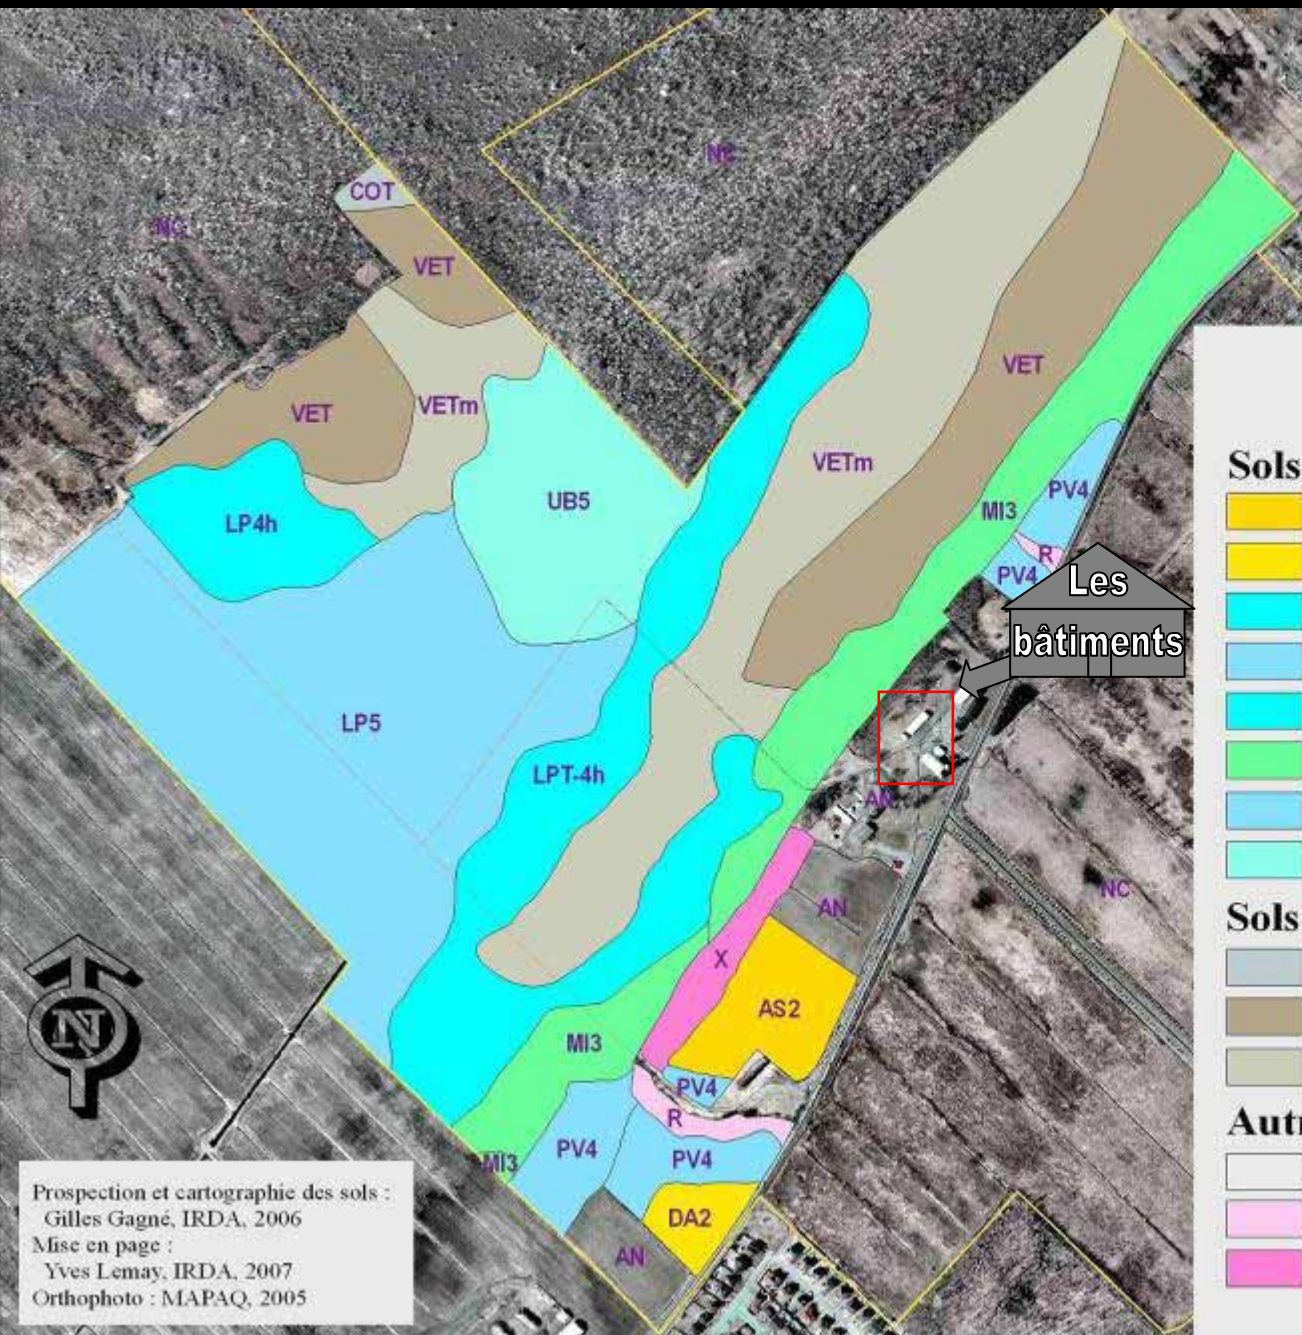 NC
COT
NC
VET
VET
Sols
VET
VETm
VETm
PV4
UB5
MI3
LP4h
R
PV4
Les
bâtiments
LP5
LPT-4h
AN
NC
AN
Sols
X
AS2
N
MI3
PV4
R
Autr
PV4
PV4
MI3
DA2
AN
Prospection et cartographie des sols :
Gilles Gagné, IRDA, 2006
Mise en page :
Yves Lemay, IRDA, 2007
Orthophoto : MAPAQ, 2005